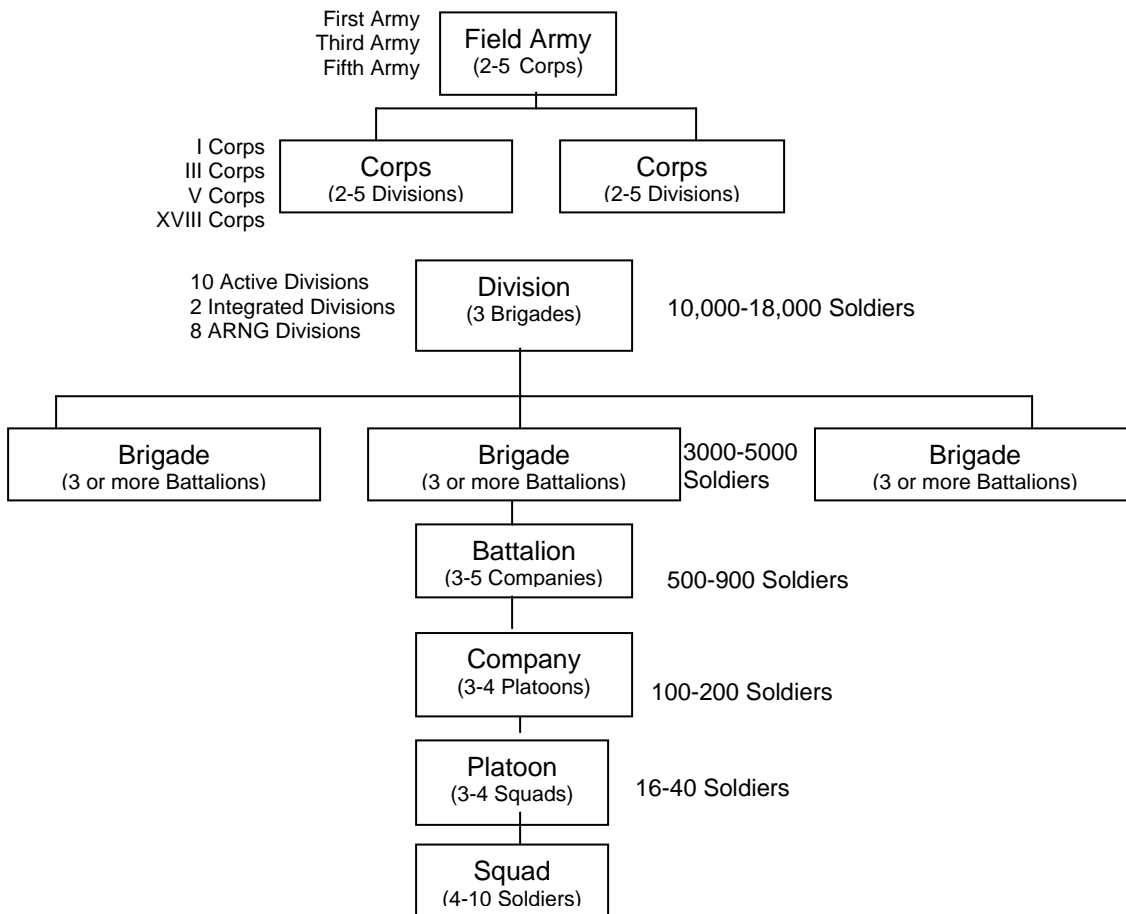 First Army
Third Army
Fifth Army
Field Army
(2-5 Corps)
I Corps
III Corps
V Corps
XVIII Corps
Corps
(2-5 Divisions)
Corps
(2-5 Divisions)
10 Active Divisions
2 Integrated Divisions
8 ARNG Divisions
Division
(3 Brigades)
10,000-18,000 Soldiers
Brigade
(3 or more Battalions)
Brigade
(3 or more Battalions)
3000-5000
Soldiers
Brigade
(3 or more Battalions)
Battalion
(3-5 Companies)
500-900 Soldiers
Company
(3-4 Platoons)
100-200 Soldiers
Platoon
(3-4 Squads)
16-40 Soldiers
Squad
(4-10 Soldiers)